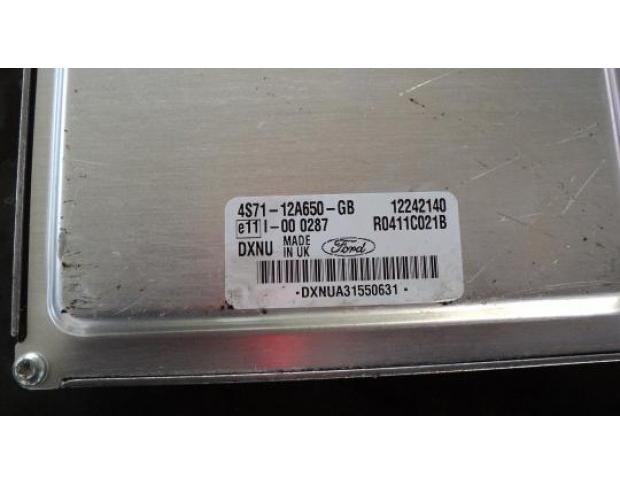 4S71-12A650-GB 12242140
e11 I-00 0287 R0411C021B
DXNU MADE IN UK Ford
-DXNUA31550631-